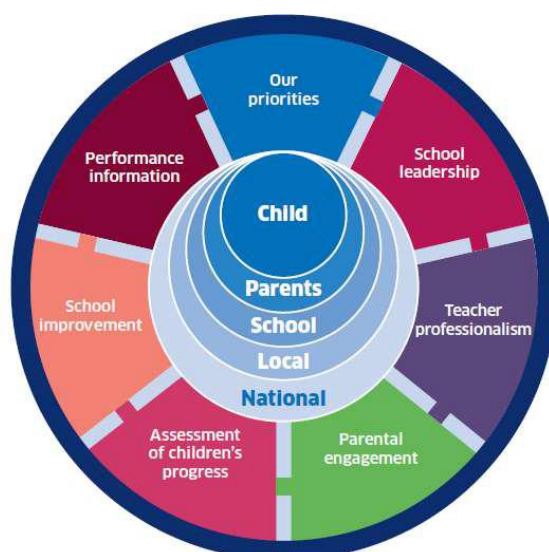 Our
priorities
School
leadership
Teacher
professionalism
Parental
engagement
Assessment
of children's
progress
School
improvement
Performance
information
Child
Parents
School
Local
National